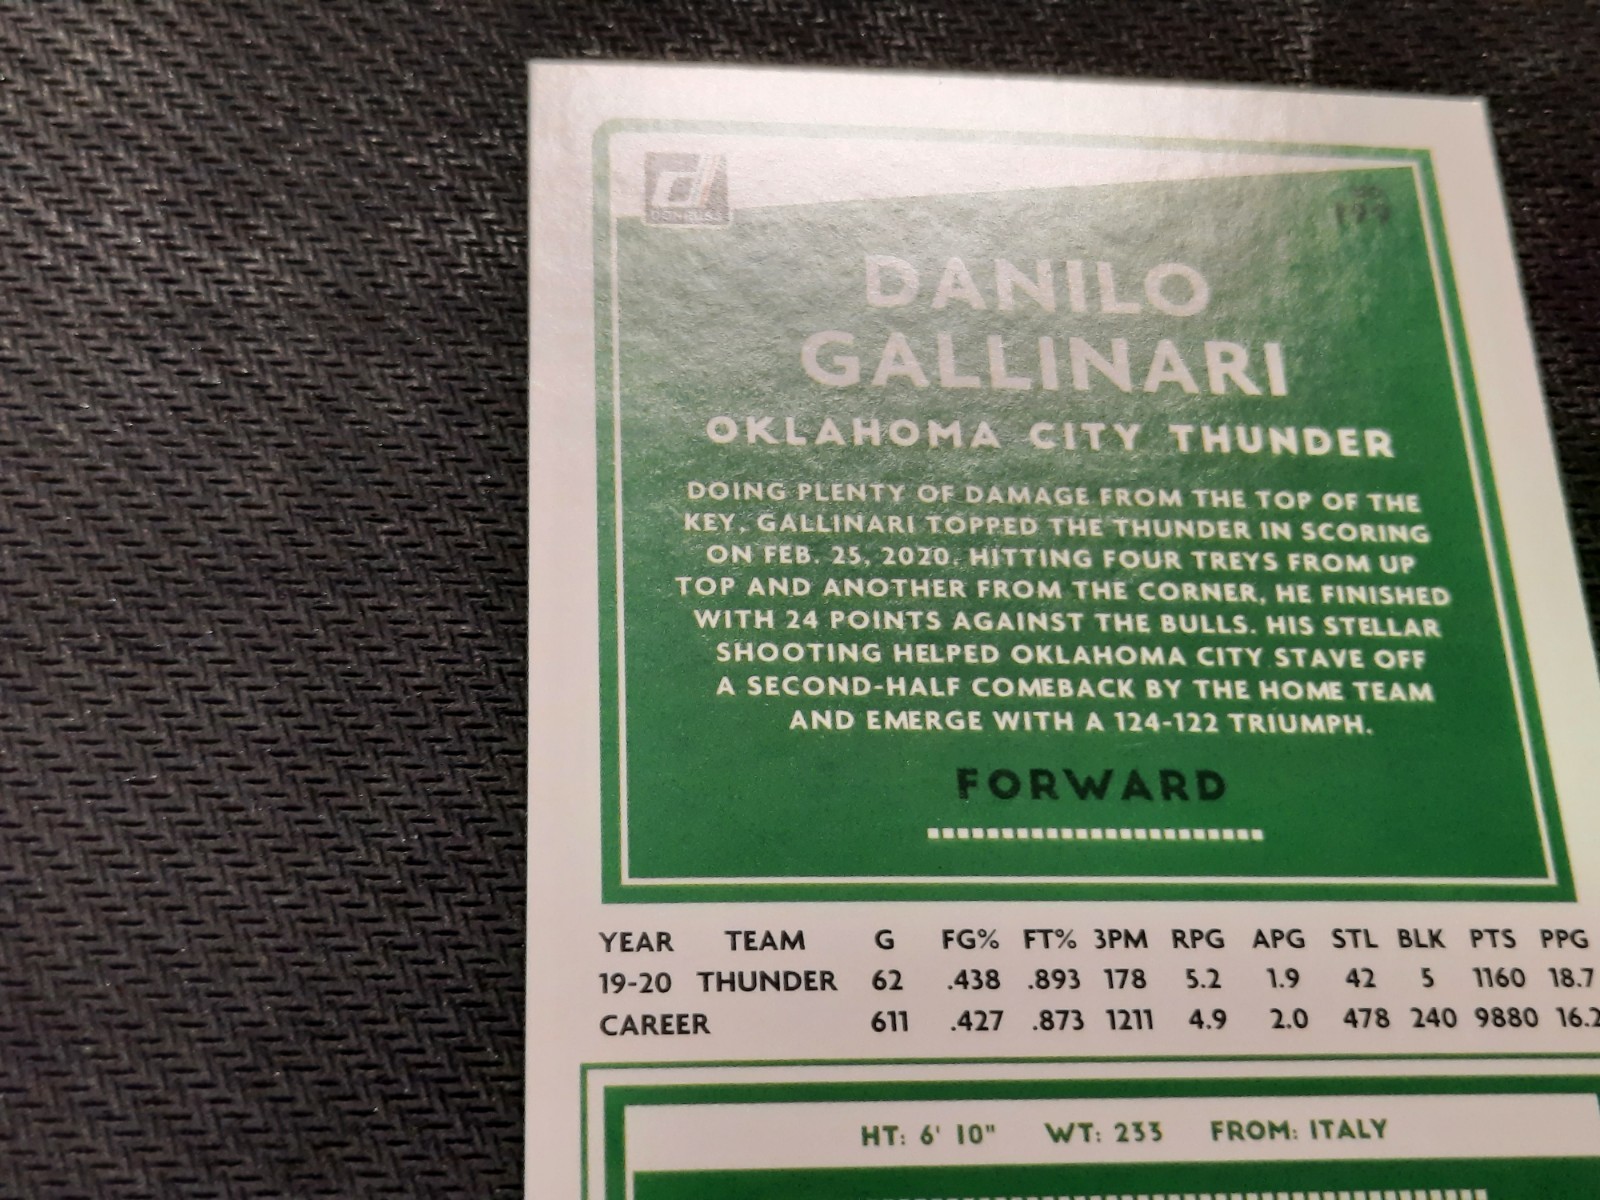 DONRUSS
DANILO
GALLINARI
OKLAHOMA CITY THUNDER
DOING PLENTY OF DAMAGE FROM THE TOP OF THE
KEY, GALLINARI TOPPED THE THUNDER IN SCORING
ON FEB. 25, 2020. HITTING FOUR TREYS FROM UP
TOP AND ANOTHER FROM THE CORNER, HE FINISHED
WITH 24 POINTS AGAINST THE BULLS. HIS STELLAR
SHOOTING HELPED OKLAHOMA CITY STAVE OFF
A SECOND-HALF COMEBACK BY THE HOME TEAM
AND EMERGE WITH A 124-122 TRIUMPH.
FORWARD
YEAR TEAM G FG% FT% 3PM RPG APG STL BLK PTS PPG
19-20 THUNDER 62 .438 .893 178 5.2 1.9 42 5 1160 18.7
CAREER 611 .427 .873 1211 4.9 2.0 478 240 9880 16.2
HT: 6' 10" WT: 233 FROM: ITALY